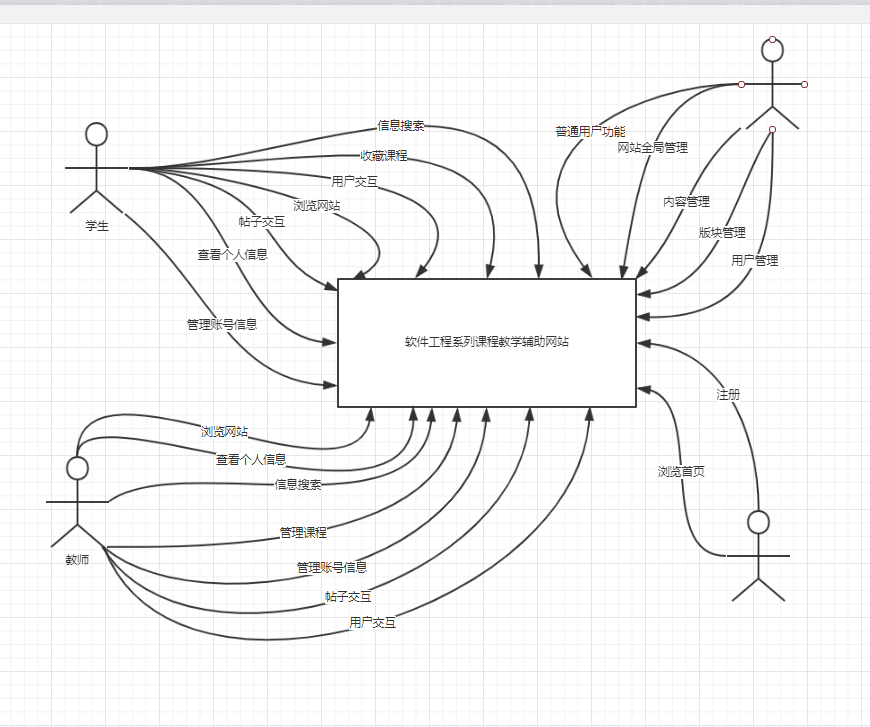 信息搜索
普通用户功能
网站全局管理
收藏课程
用户交互
浏览网站
内容管理
帖子交互
学生
版块管理
查看个人信息
用户管理
管理账号信息
软件工程系列课程教学辅助网站
注册
浏览网站
查看个人信息
浏览首页
信息搜索
管理课程
教师
管理账号信息
帖子交互
用户交互